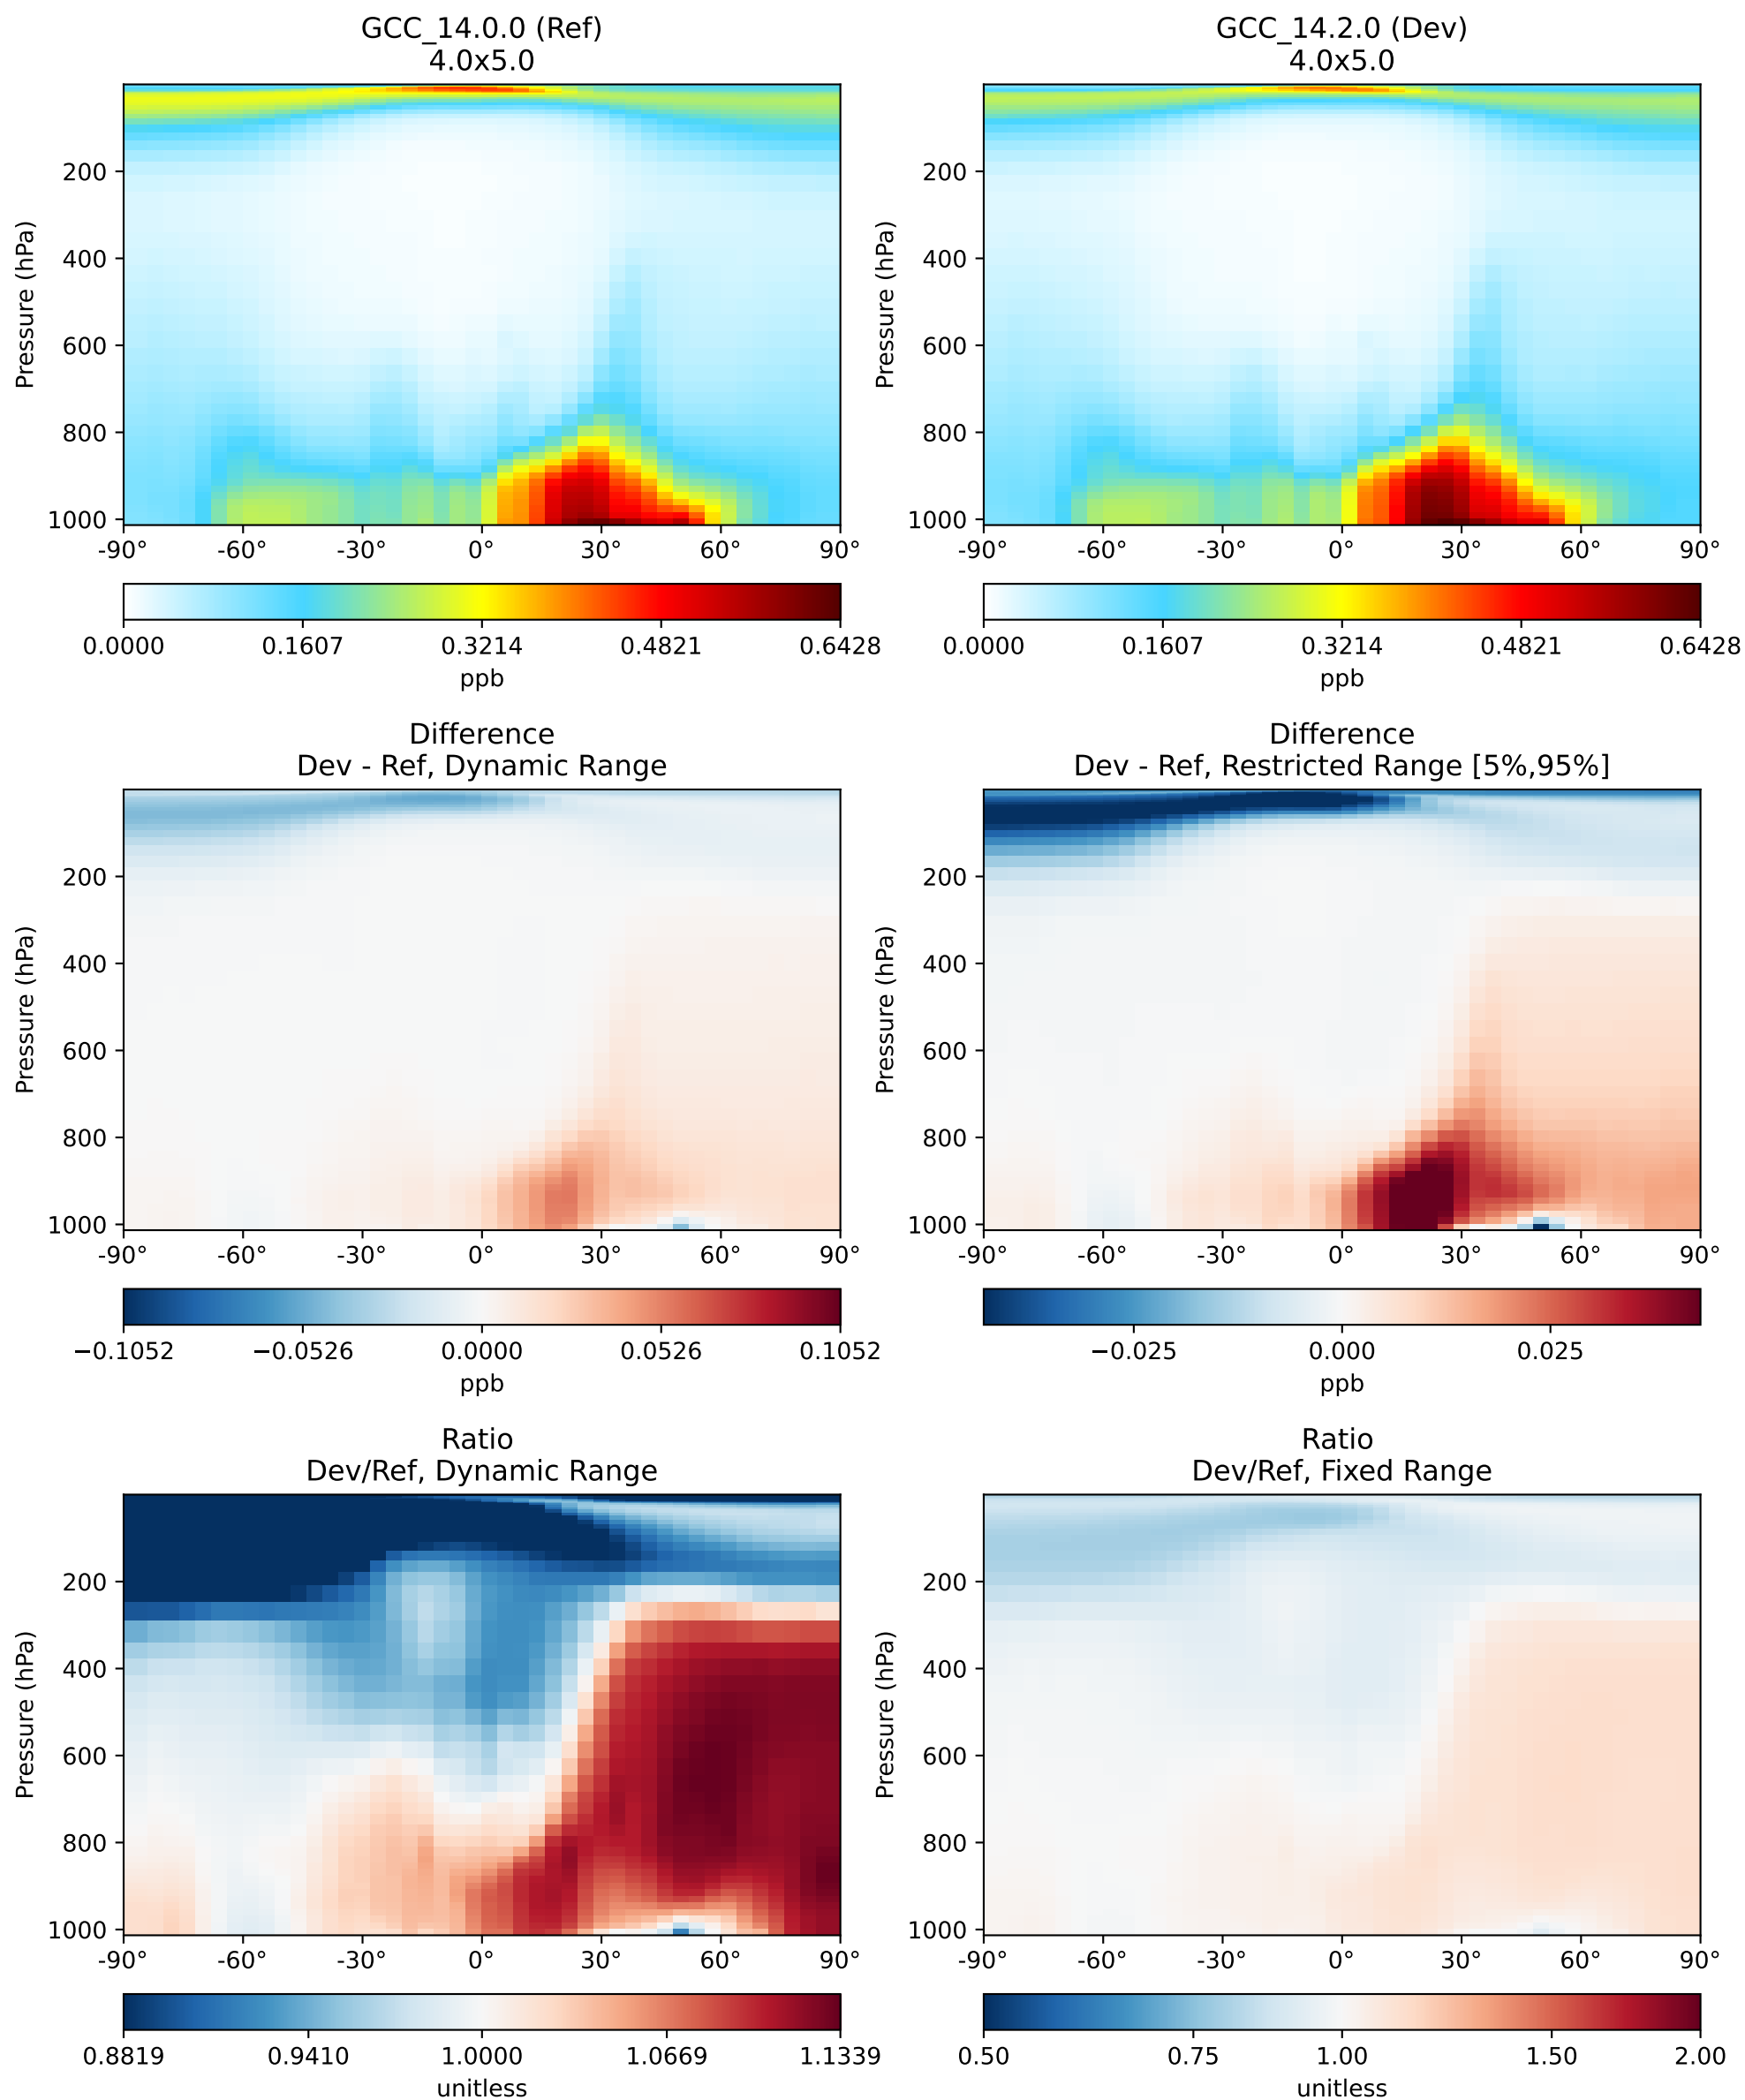 GCC_14.0.0 (Ref)
4.0x5.0
Pressure (hPa)
200
400
600
800
1000
-90° -60° -30° 0° 30° 60° 90°
0.0000 0.1607 0.3214 0.4821 0.6428
ppb
GCC_14.2.0 (Dev)
4.0x5.0
Pressure (hPa)
200
400
600
800
1000
-90° -60° -30° 0° 30° 60° 90°
0.0000 0.1607 0.3214 0.4821 0.6428
ppb
Difference
Dev - Ref, Dynamic Range
Pressure (hPa)
200
400
600
800
1000
-90° -60° -30° 0° 30° 60° 90°
−0.1052 −0.0526 0.0000 0.0526 0.1052
ppb
Difference
Dev - Ref, Restricted Range [5%,95%]
Pressure (hPa)
200
400
600
800
1000
-90° -60° -30° 0° 30° 60° 90°
−0.025 0.000 0.025
ppb
Ratio
Dev/Ref, Dynamic Range
Pressure (hPa)
200
400
600
800
1000
-90° -60° -30° 0° 30° 60° 90°
0.8819 0.9410 1.0000 1.0669 1.1339
unitless
Ratio
Dev/Ref, Fixed Range
Pressure (hPa)
200
400
600
800
1000
-90° -60° -30° 0° 30° 60° 90°
0.50 0.75 1.00 1.50 2.00
unitless